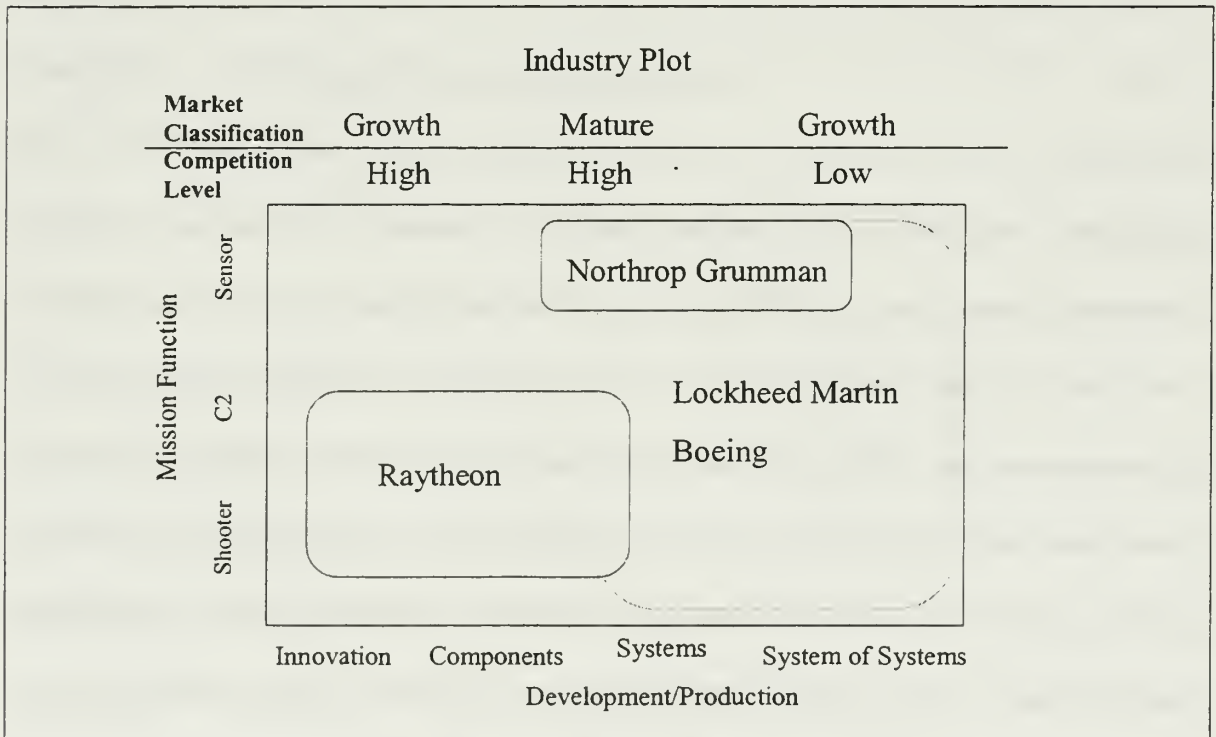 Industry Plot
Market
Classification
Growth
Mature
Growth
Competition
Level
High
High
Low
Sensor
Northrop Grumman
Mission Function
C2
Lockheed Martin
Boeing
Raytheon
Shooter
Innovation
Components
Systems
System of Systems
Development/Production